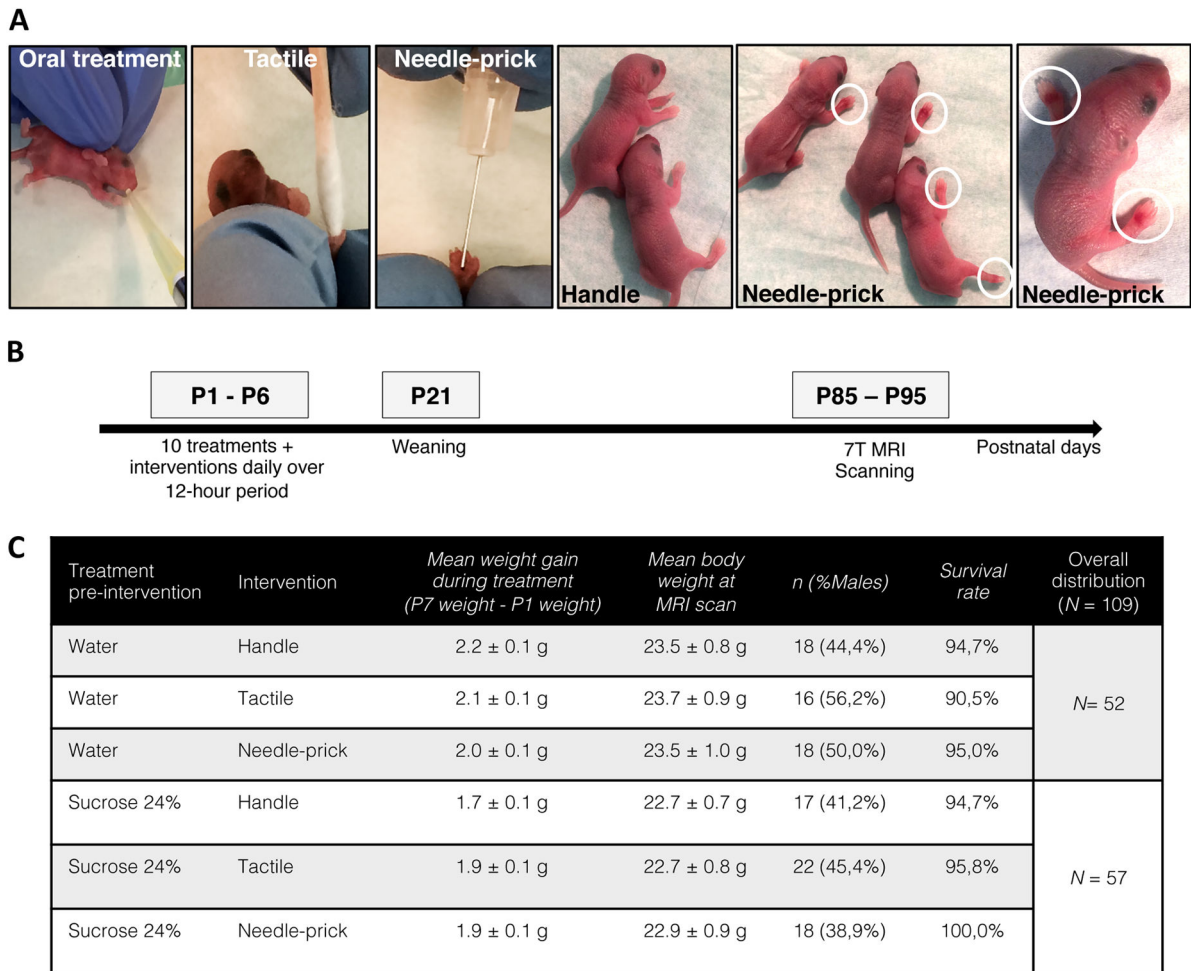 A
Oral treatment
Tactile
Needle-prick
Handle
Needle-prick
Needle-prick
B
P1 - P6
P21
P85 – P95
10 treatments +
interventions daily over
12-hour period
Weaning
7T MRI
Scanning
Postnatal days
C
Treatment
pre-intervention
Intervention
Mean weight gain
during treatment
(P7 weight - P1 weight)
Mean body
weight at
MRI scan
n (%Males)
Survival
rate
Overall
distribution
(N = 109)
Water Handle 2.2 ± 0.1 g 23.5 ± 0.8 g 18 (44,4%) 94,7%
Water Tactile 2.1 ± 0.1 g 23.7 ± 0.9 g 16 (56,2%) 90,5%
N= 52
Water Needle-prick 2.0 ± 0.1 g 23.5 ± 1.0 g 18 (50,0%) 95,0%
Sucrose 24% Handle 1.7 ± 0.1 g 22.7 ± 0.7 g 17 (41,2%) 94,7%
Sucrose 24% Tactile 1.9 ± 0.1 g 22.7 ± 0.8 g 22 (45,4%) 95,8%
N = 57
Sucrose 24% Needle-prick 1.9 ± 0.1 g 22.9 ± 0.9 g 18 (38,9%) 100,0%